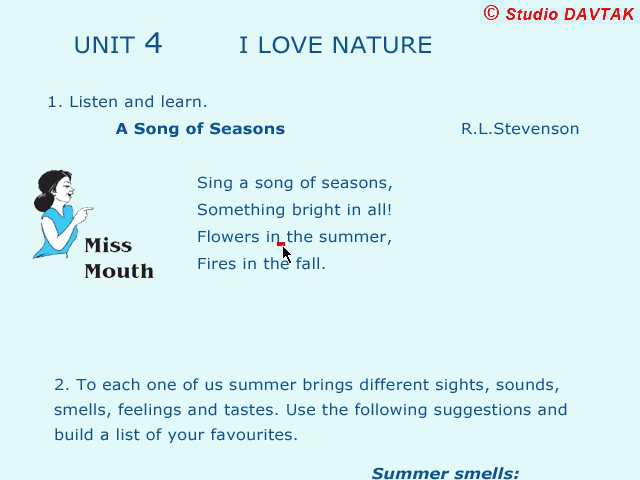 © Studio DAVTAK
UNIT 4 I LOVE NATURE
1. Listen and learn.
A Song of Seasons R.L.Stevenson
Sing a song of seasons,
Something bright in all!
Flowers in the summer,
Fires in the fall.
Miss
Mouth
2. To each one of us summer brings different sights, sounds,
smells, feelings and tastes. Use the following suggestions and
build a list of your favourites.
Summer smells: